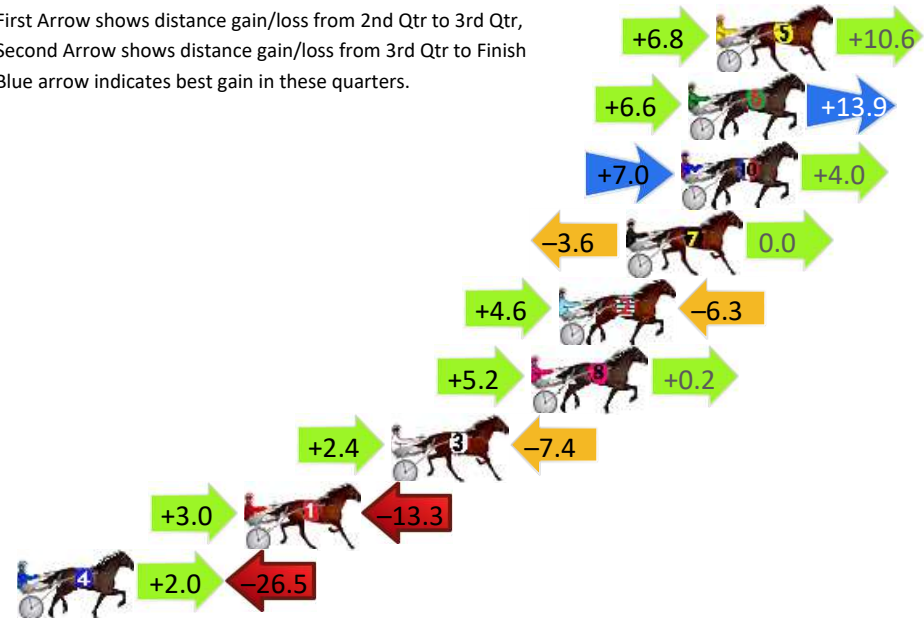 First Arrow shows distance gain/loss from 2nd Qtr to 3rd Qtr,
Second Arrow shows distance gain/loss from 3rd Qtr to Finish
Blue arrow indicates best gain in these quarters.
+6.8 5 +10.6
+6.6 6 +13.9
+7.0 0 +4.0
−3.6 7 0.0
+4.6 2 −6.3
+5.2 8 +0.2
+2.4 3 −7.4
+3.0 1 −13.3
4 +2.0 −26.5